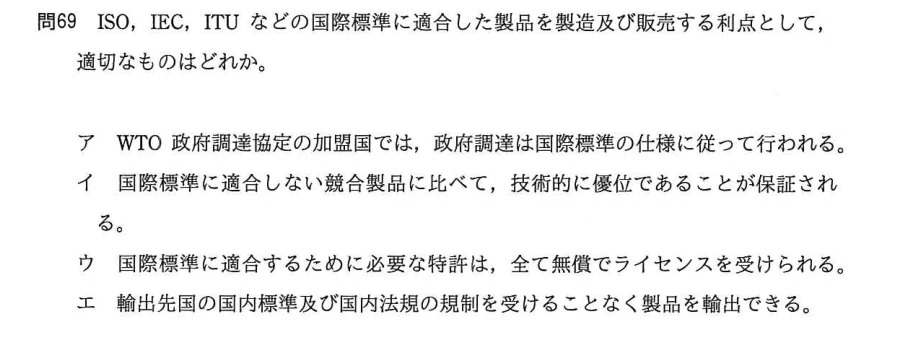 問69 ISO，IEC，ITU などの国際標準に適合した製品を製造及び販売する利点として，
適切なものはどれか。
ア WTO 政府調達協定の加盟国では，政府調達は国際標準の仕様に従って行われる。
イ 国際標準に適合しない競合製品に比べて，技術的に優位であることが保証され
る。
ウ 国際標準に適合するために必要な特許は，全て無償でライセンスを受けられる。
エ 輸出先国の国内標準及び国内法規の規制を受けることなく製品を輸出できる。